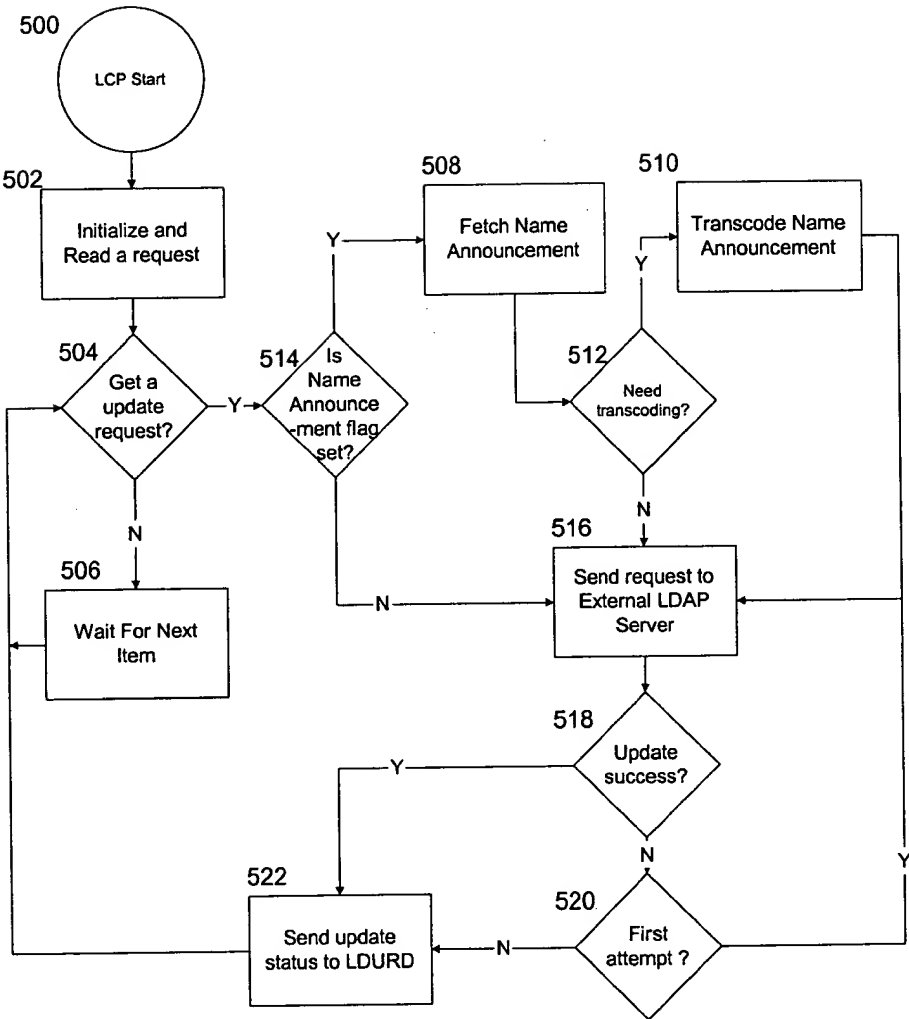 500
LCP Start
502
Initialize and
Read a request
504
Get a
update
request?
Y
N
506
Wait For Next
Item
514
Is
Name
Announce
-ment flag
set?
Y
N
508
Fetch Name
Announcement
512
Need
transcoding?
Y
N
510
Transcode Name
Announcement
516
Send request to
External LDAP
Server
518
Update
success?
Y
N
520
First
attempt ?
Y
N
522
Send update
status to LDURD